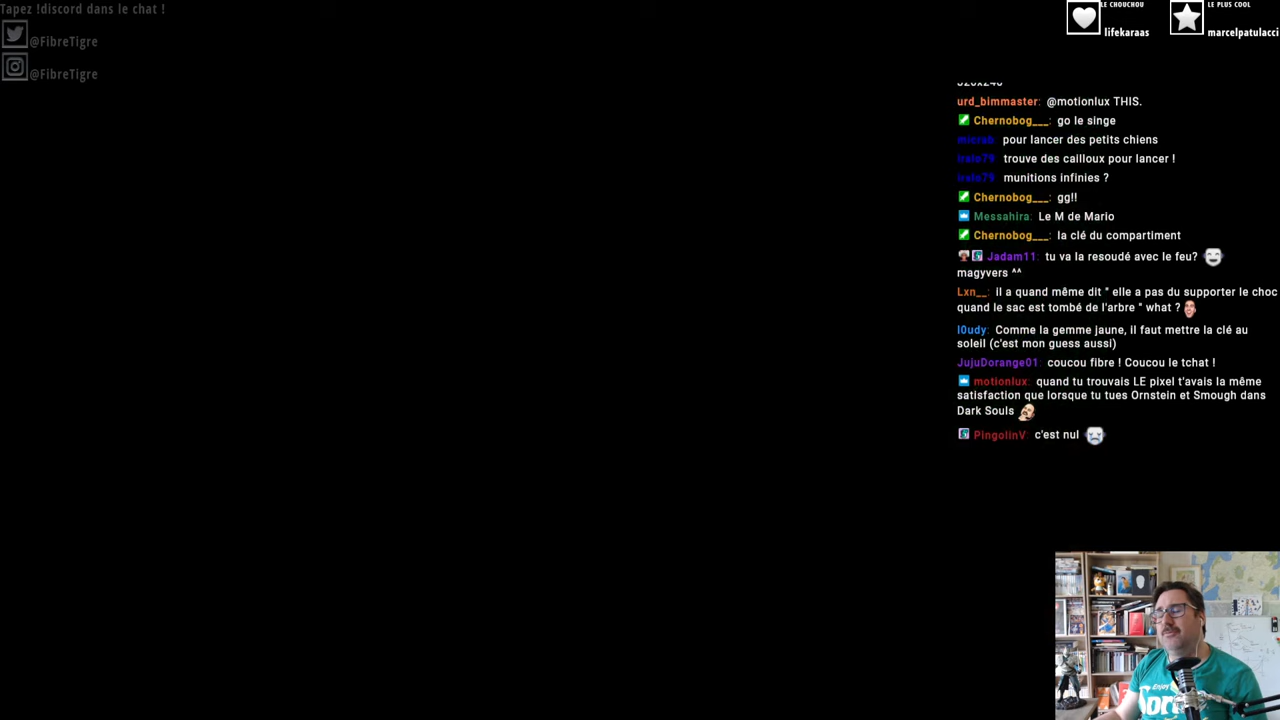 Tapez !discord dans le chat !
@FibreTigre
@FibreTigre
LE CHOUCHOU
lifekaraas
LE PLUS COOL
marcelpatulacci
urd_bimmaster: @motionlux THIS.
Chernobog___: go le singe
pour lancer des petits chiens
trouve des cailloux pour lancer !
munitions infinies ?
Chernobog___: gg!!
Messahira: Le M de Mario
Chernobog___: la clé du compartiment
Jadam11: tu va la resoudé avec le feu?
magyvers ^^
Lxn__: il a quand même dit " elle a pas du supporter le choc
quand le sac est tombé de l'arbre " what ?
l0udy: Comme la gemme jaune, il faut mettre la clé au
soleil (c'est mon guess aussi)
JujuDorange01: coucou fibre ! Coucou le tchat !
motionlux: quand tu trouvais LE pixel t'avais la même
satisfaction que lorsque tu tues Ornstein et Smough dans
Dark Souls
PingolinV: c'est nul
Enjoy